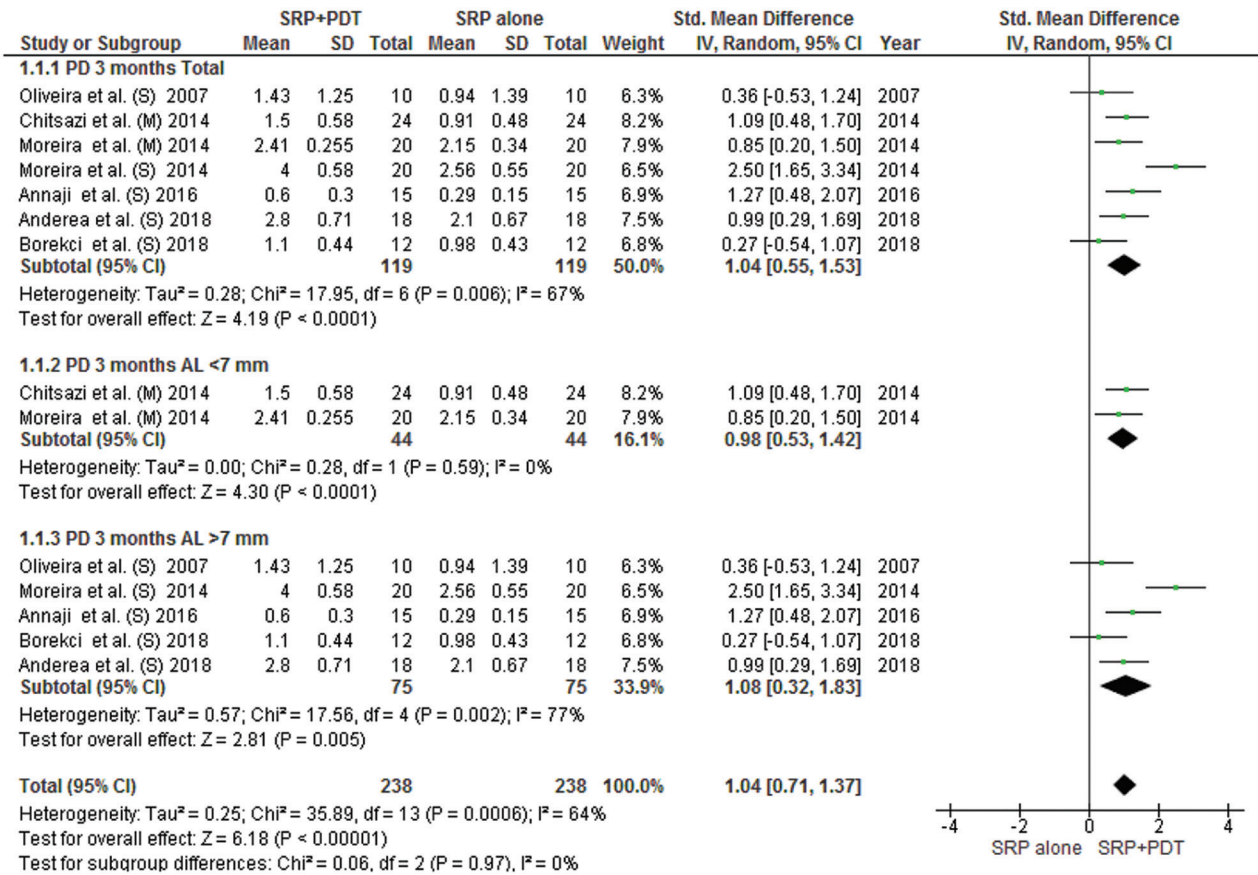 SRP+PDT SRP alone Std. Mean Difference Std. Mean Difference
Study or Subgroup Mean SD Total Mean SD Total Weight IV, Random, 95% CI Year IV, Random, 95% CI
1.1.1 PD 3 months Total
Oliveira et al. (S) 2007 1.43 1.25 10 0.94 1.39 10 6.3% 0.36 [-0.53, 1.24] 2007
Chitsazi et al. (M) 2014 1.5 0.58 24 0.91 0.48 24 8.2% 1.09 [0.48, 1.70] 2014
Moreira et al. (M) 2014 2.41 0.255 20 2.15 0.34 20 7.9% 0.85 [0.20, 1.50] 2014
Moreira et al. (S) 2014 4 0.58 20 2.56 0.55 20 6.5% 2.50 [1.65, 3.34] 2014
Annaji et al. (S) 2016 0.6 0.3 15 0.29 0.15 15 6.9% 1.27 [0.48, 2.07] 2016
Anderea et al. (S) 2018 2.8 0.71 18 2.1 0.67 18 7.5% 0.99 [0.29, 1.69] 2018
Borekci et al. (S) 2018 1.1 0.44 12 0.98 0.43 12 6.8% 0.27 [-0.54, 1.07] 2018
Subtotal (95% CI) 119 119 50.0% 1.04 [0.55, 1.53]
Heterogeneity: Tau² = 0.28; Chi² = 17.95, df = 6 (P = 0.006); I² = 67%
Test for overall effect: Z = 4.19 (P < 0.0001)
1.1.2 PD 3 months AL <7 mm
Chitsazi et al. (M) 2014 1.5 0.58 24 0.91 0.48 24 8.2% 1.09 [0.48, 1.70] 2014
Moreira et al. (M) 2014 2.41 0.255 20 2.15 0.34 20 7.9% 0.85 [0.20, 1.50] 2014
Subtotal (95% CI) 44 44 16.1% 0.98 [0.53, 1.42]
Heterogeneity: Tau² = 0.00; Chi² = 0.28, df = 1 (P = 0.59); I² = 0%
Test for overall effect: Z = 4.30 (P < 0.0001)
1.1.3 PD 3 months AL >7 mm
Oliveira et al. (S) 2007 1.43 1.25 10 0.94 1.39 10 6.3% 0.36 [-0.53, 1.24] 2007
Moreira et al. (S) 2014 4 0.58 20 2.56 0.55 20 6.5% 2.50 [1.65, 3.34] 2014
Annaji et al. (S) 2016 0.6 0.3 15 0.29 0.15 15 6.9% 1.27 [0.48, 2.07] 2016
Borekci et al. (S) 2018 1.1 0.44 12 0.98 0.43 12 6.8% 0.27 [-0.54, 1.07] 2018
Anderea et al. (S) 2018 2.8 0.71 18 2.1 0.67 18 7.5% 0.99 [0.29, 1.69] 2018
Subtotal (95% CI) 75 75 33.9% 1.08 [0.32, 1.83]
Heterogeneity: Tau² = 0.57; Chi² = 17.56, df = 4 (P = 0.002); I² = 77%
Test for overall effect: Z = 2.81 (P = 0.005)
Total (95% CI) 238 238 100.0% 1.04 [0.71, 1.37]
Heterogeneity: Tau² = 0.25; Chi² = 35.89, df = 13 (P = 0.0006); I² = 64%
Test for overall effect: Z = 6.18 (P < 0.00001)
Test for subgroup differences: Chi² = 0.06, df = 2 (P = 0.97), I² = 0%
-4 -2 0 2 4
SRP alone SRP+PDT